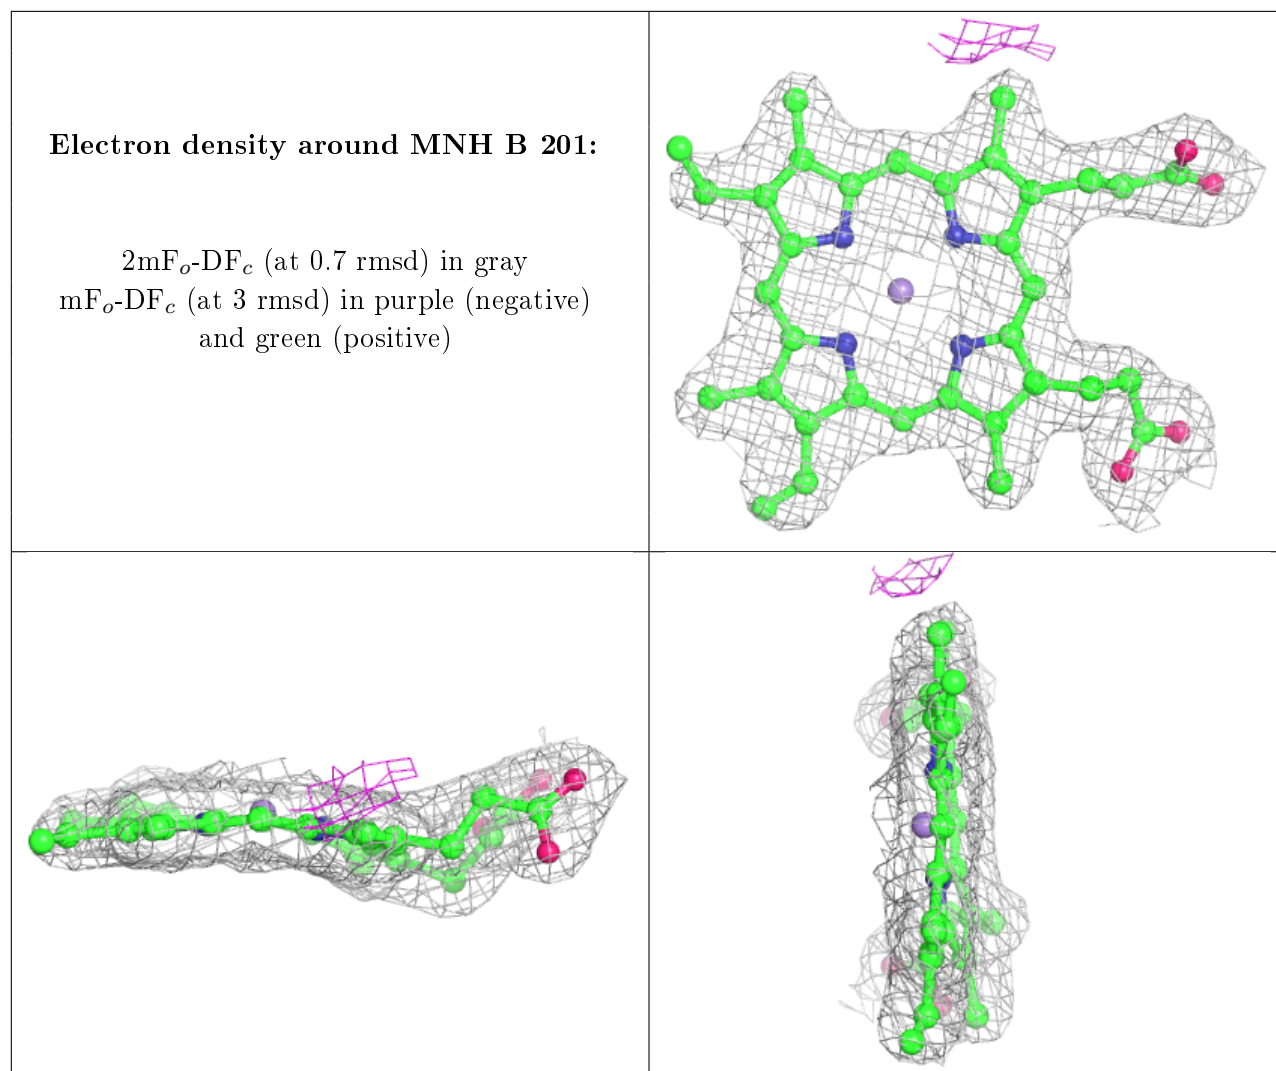 Electron density around MNH B 201:
2mFo-DFc (at 0.7 rmsd) in gray
mFo-DFc (at 3 rmsd) in purple (negative)
and green (positive)